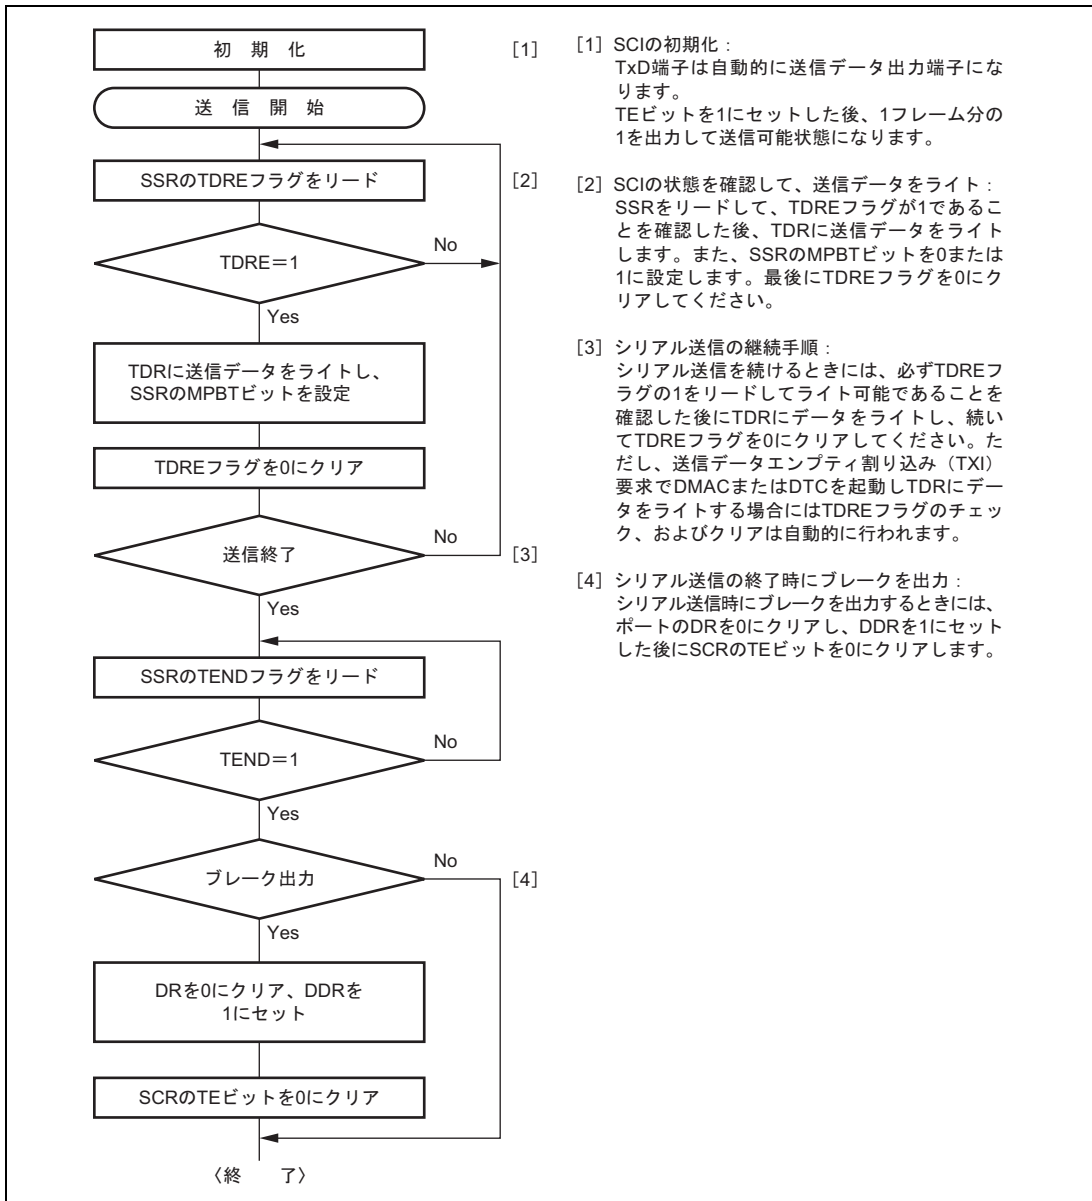 初 期 化 [1]
送 信 開 始
SSRのTDREフラグをリード [2]
No
TDRE=1
Yes
TDRに送信データをライトし、
SSRのMPBTビットを設定
TDREフラグを0にクリア
No
送信終了 [3]
Yes
SSRのTENDフラグをリード
No
TEND=1
Yes
No
ブレーク出力 [4]
Yes
DRを0にクリア、DDRを
1にセット
SCRのTEビットを0にクリア
〈終 了〉
[1] SCIの初期化:
TxD端子は自動的に送信データ出力端子にな
ります。
TEビットを1にセットした後、1フレーム分の
1を出力して送信可能状態になります。
[2] SCIの状態を確認して、送信データをライト:
SSRをリードして、TDREフラグが1であるこ
とを確認した後、TDRに送信データをライト
します。また、SSRのMPBTビットを0または
1に設定します。最後にTDREフラグを0にク
リアしてください。
[3] シリアル送信の継続手順:
シリアル送信を続けるときには、必ずTDREフ
ラグの1をリードしてライト可能であることを
確認した後にTDRにデータをライトし、続い
てTDREフラグを0にクリアしてください。た
だし、送信データエンプティ割り込み(TXI)
要求でDMACまたはDTCを起動しTDRにデー
タをライトする場合にはTDREフラグのチェッ
ク、およびクリアは自動的に行われます。
[4] シリアル送信の終了時にブレークを出力:
シリアル送信時にブレークを出力するときには、
ポートのDRを0にクリアし、DDRを1にセット
した後にSCRのTEビットを0にクリアします。